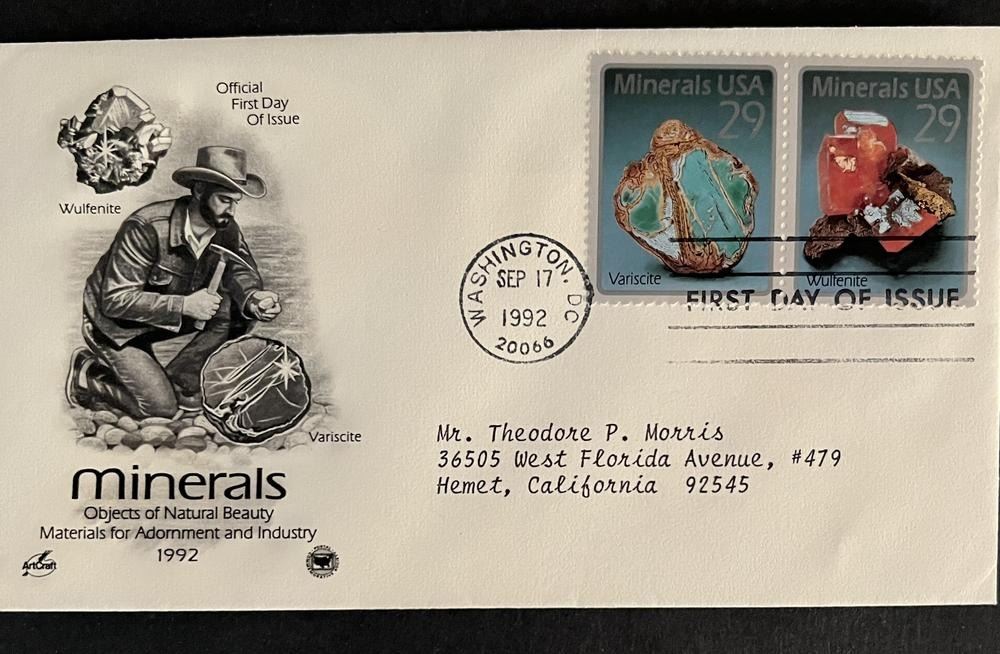 Official
First Day
Of Issue
Wulfenite
Variscite
minerals
Objects of Natural Beauty
Materials for Adornment and Industry
1992
ArtCraft
Minerals USA
29
Variscite
Minerals USA
29
Wulfenite
WASHINGTON, DC
SEP 17
1992
20066
FIRST DAY OF ISSUE
Mr. Theodore P. Morris
36505 West Florida Avenue, #479
Hemet, California 92545